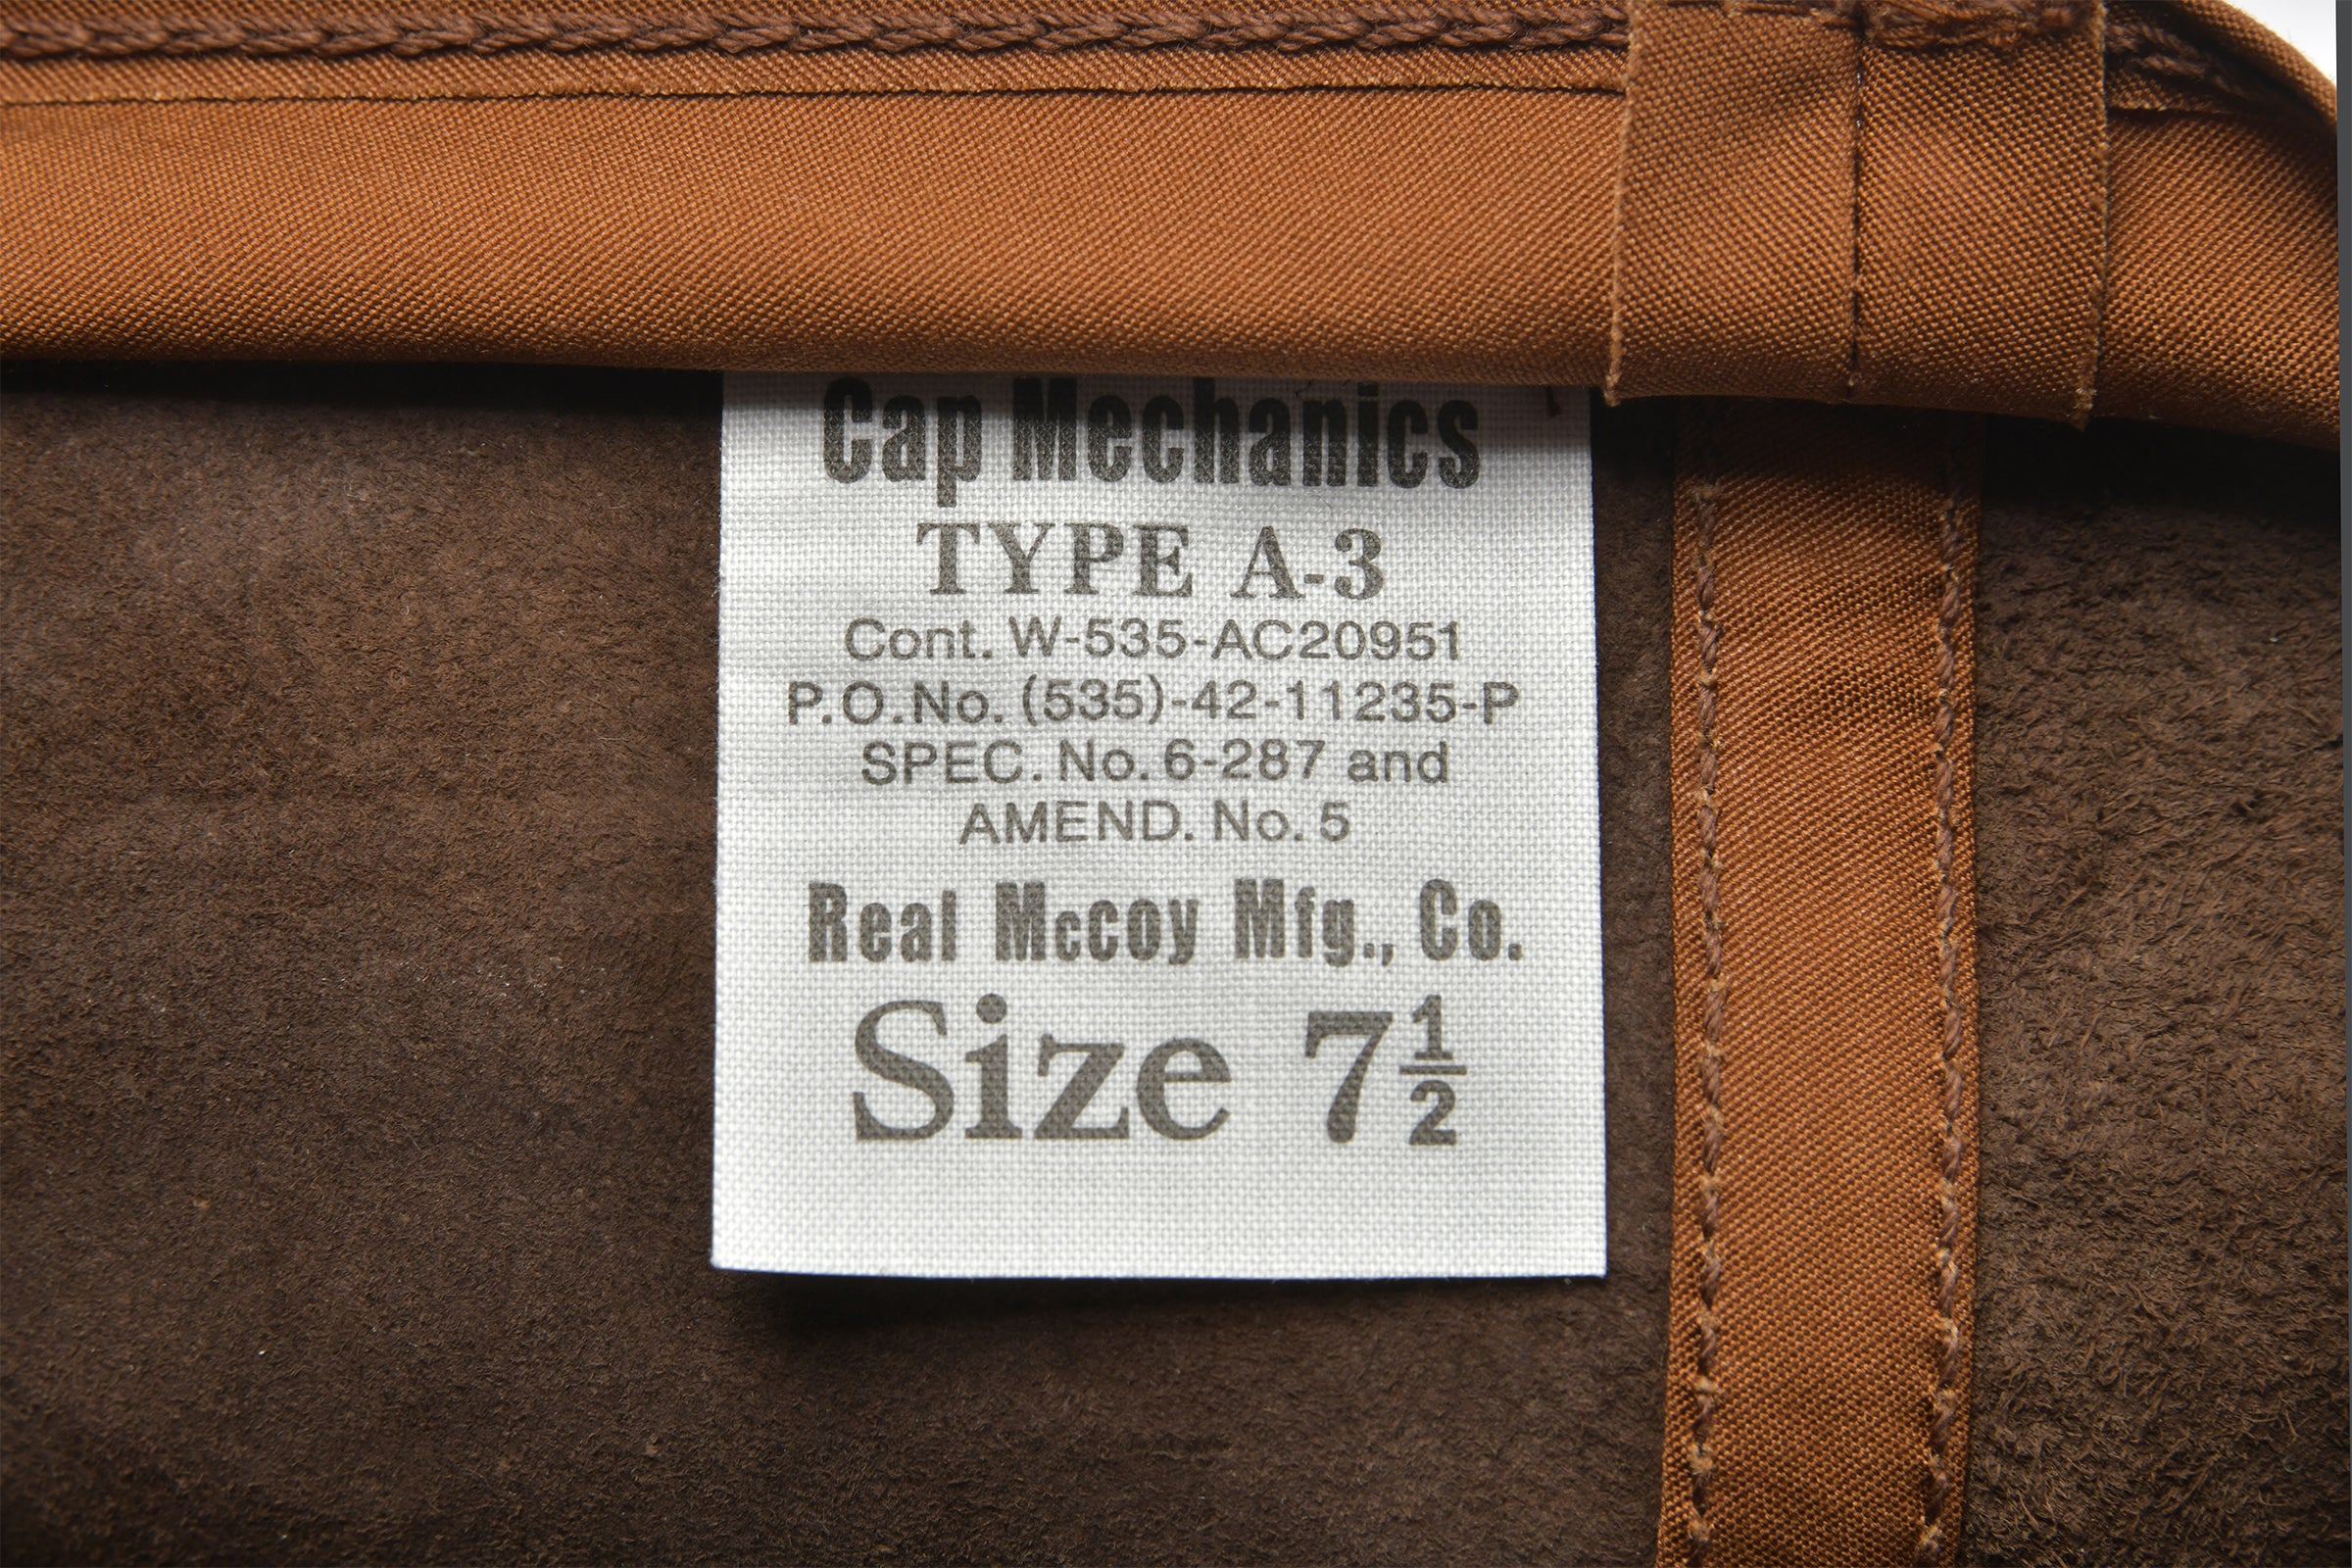 Cap Mechanics
TYPE A-3
Cont. W-535-AC20951
P.O.No. (535)-42-11235-P
SPEC. No. 6-287 and
AMEND. No. 5
Real McCoy Mfg., Co.
Size 7½